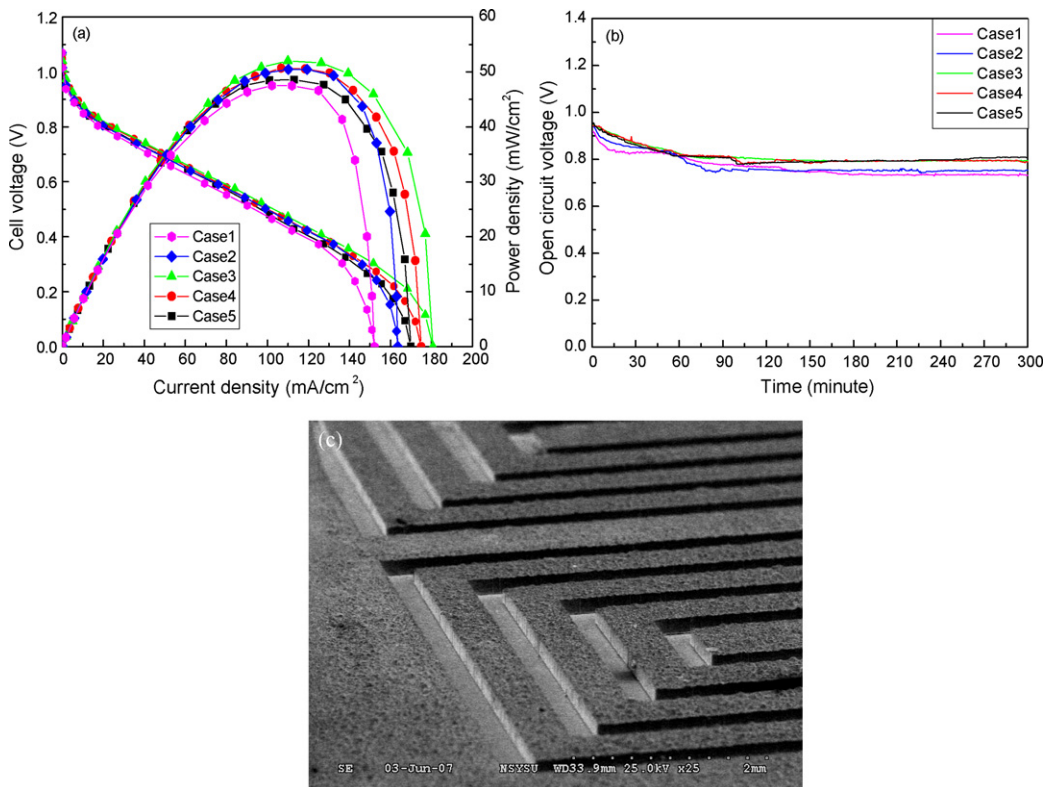 (a)
Cell voltage (V)
1.2
1.0
0.8
0.6
0.4
0.2
0.0
0 20 40 60 80 100 120 140 160 180 200
Current density (mA/cm²)
60
50
40
30
20
10
0
Power density (mW/cm²)
Case1
Case2
Case3
Case4
Case5
(b)
Open circuit voltage (V)
1.4
1.2
1.0
0.8
0.6
0.4
0.2
0.0
0 30 60 90 120 150 180 210 240 270 300
Time (minute)
Case1
Case2
Case3
Case4
Case5
(c)
SE 03-Jun-07 NSYSU WD33.9mm 25.0kV x25 2mm